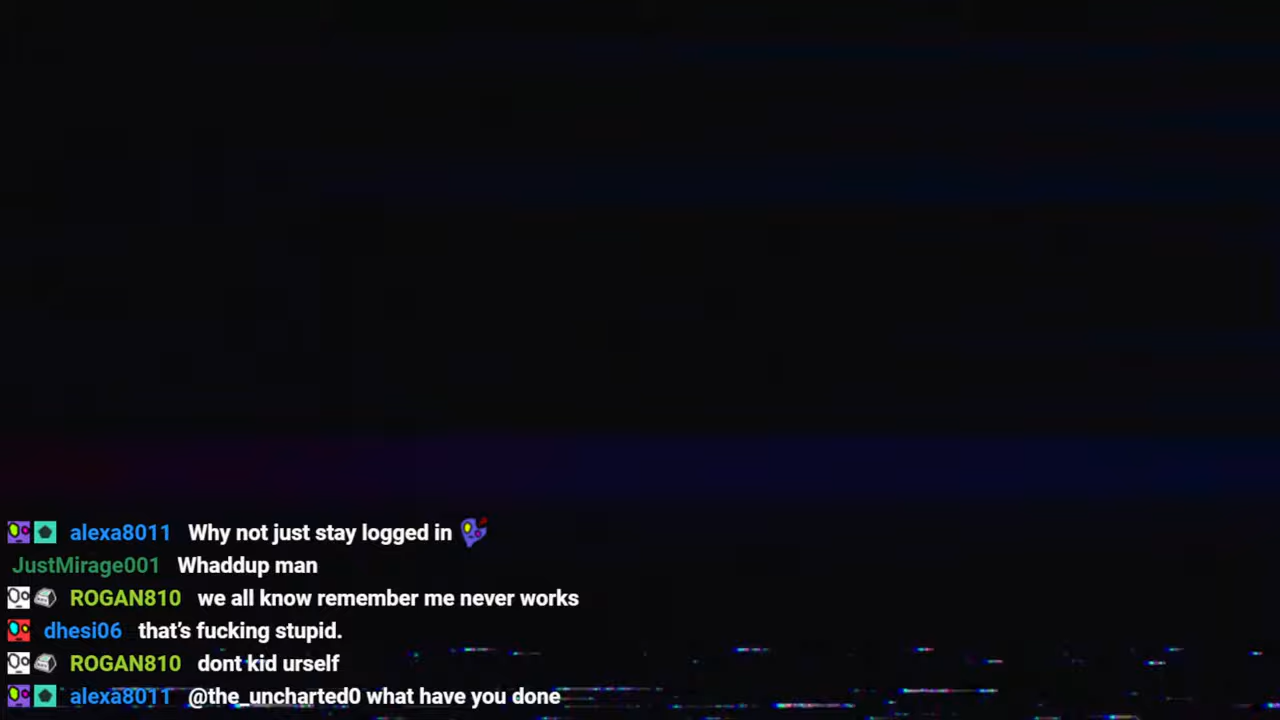 alexa8011 Why not just stay logged in
JustMirage001 Whaddup man
ROGAN810 we all know remember me never works
dhesi06 that's fucking stupid.
ROGAN810 dont kid urself
alexa8011 @the_uncharted0 what have you done